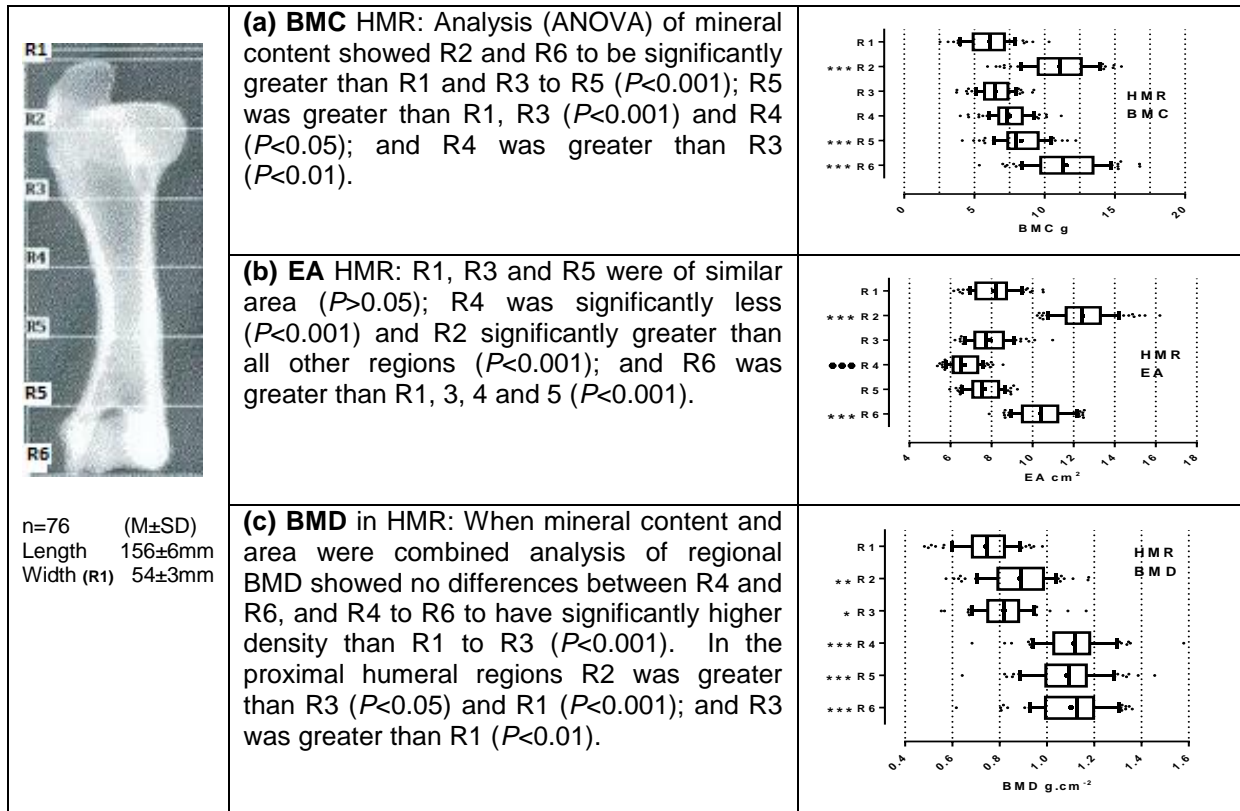 R1
R2
R3
R4
R5
R5
R6
n=76 (M±SD)
Length 156±6mm
Width (R1) 54±3mm
(a) BMC HMR: Analysis (ANOVA) of mineral
content showed R2 and R6 to be significantly
greater than R1 and R3 to R5 (P<0.001); R5
was greater than R1, R3 (P<0.001) and R4
(P<0.05); and R4 was greater than R3
(P<0.01).
R1
***R2
R3
R4
***R5
***R6
HMR
BMC
0 5 10 15 20
BMC g
(b) EA HMR: R1, R3 and R5 were of similar
area (P>0.05); R4 was significantly less
(P<0.001) and R2 significantly greater than
all other regions (P<0.001); and R6 was
greater than R1, 3, 4 and 5 (P<0.001).
R1
***R2
R3
•••R4
R5
***R6
HMR
EA
4 6 8 10 12 14 16 18
EA cm²
(c) BMD in HMR: When mineral content and
area were combined analysis of regional
BMD showed no differences between R4 and
R6, and R4 to R6 to have significantly higher
density than R1 to R3 (P<0.001). In the
proximal humeral regions R2 was greater
than R3 (P<0.05) and R1 (P<0.001); and R3
was greater than R1 (P<0.01).
R1
**R2
*R3
***R4
***R5
***R6
HMR
BMD
0.4 0.6 0.8 1.0 1.2 1.4 1.6
BMD g.cm⁻²